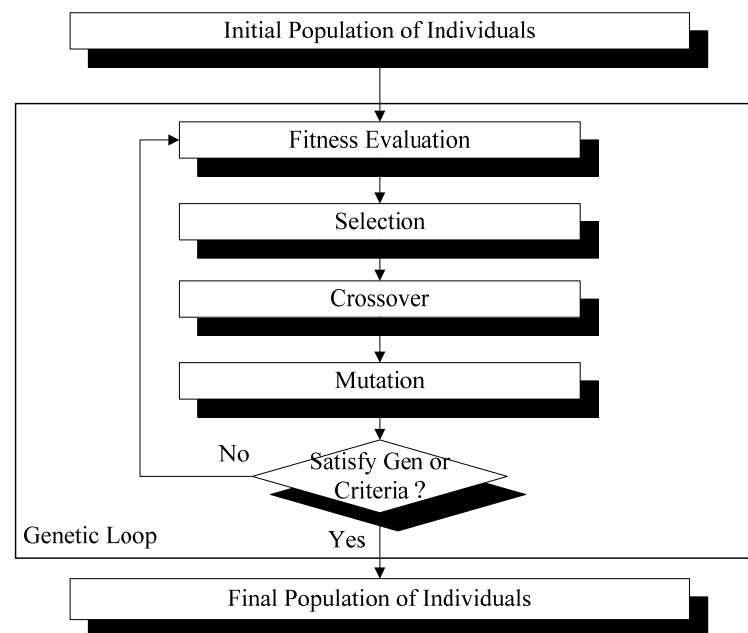 Initial Population of Individuals
Fitness Evaluation
Selection
Crossover
Mutation
No
Satisfy Gen or
Criteria ?
Genetic Loop
Yes
Final Population of Individuals